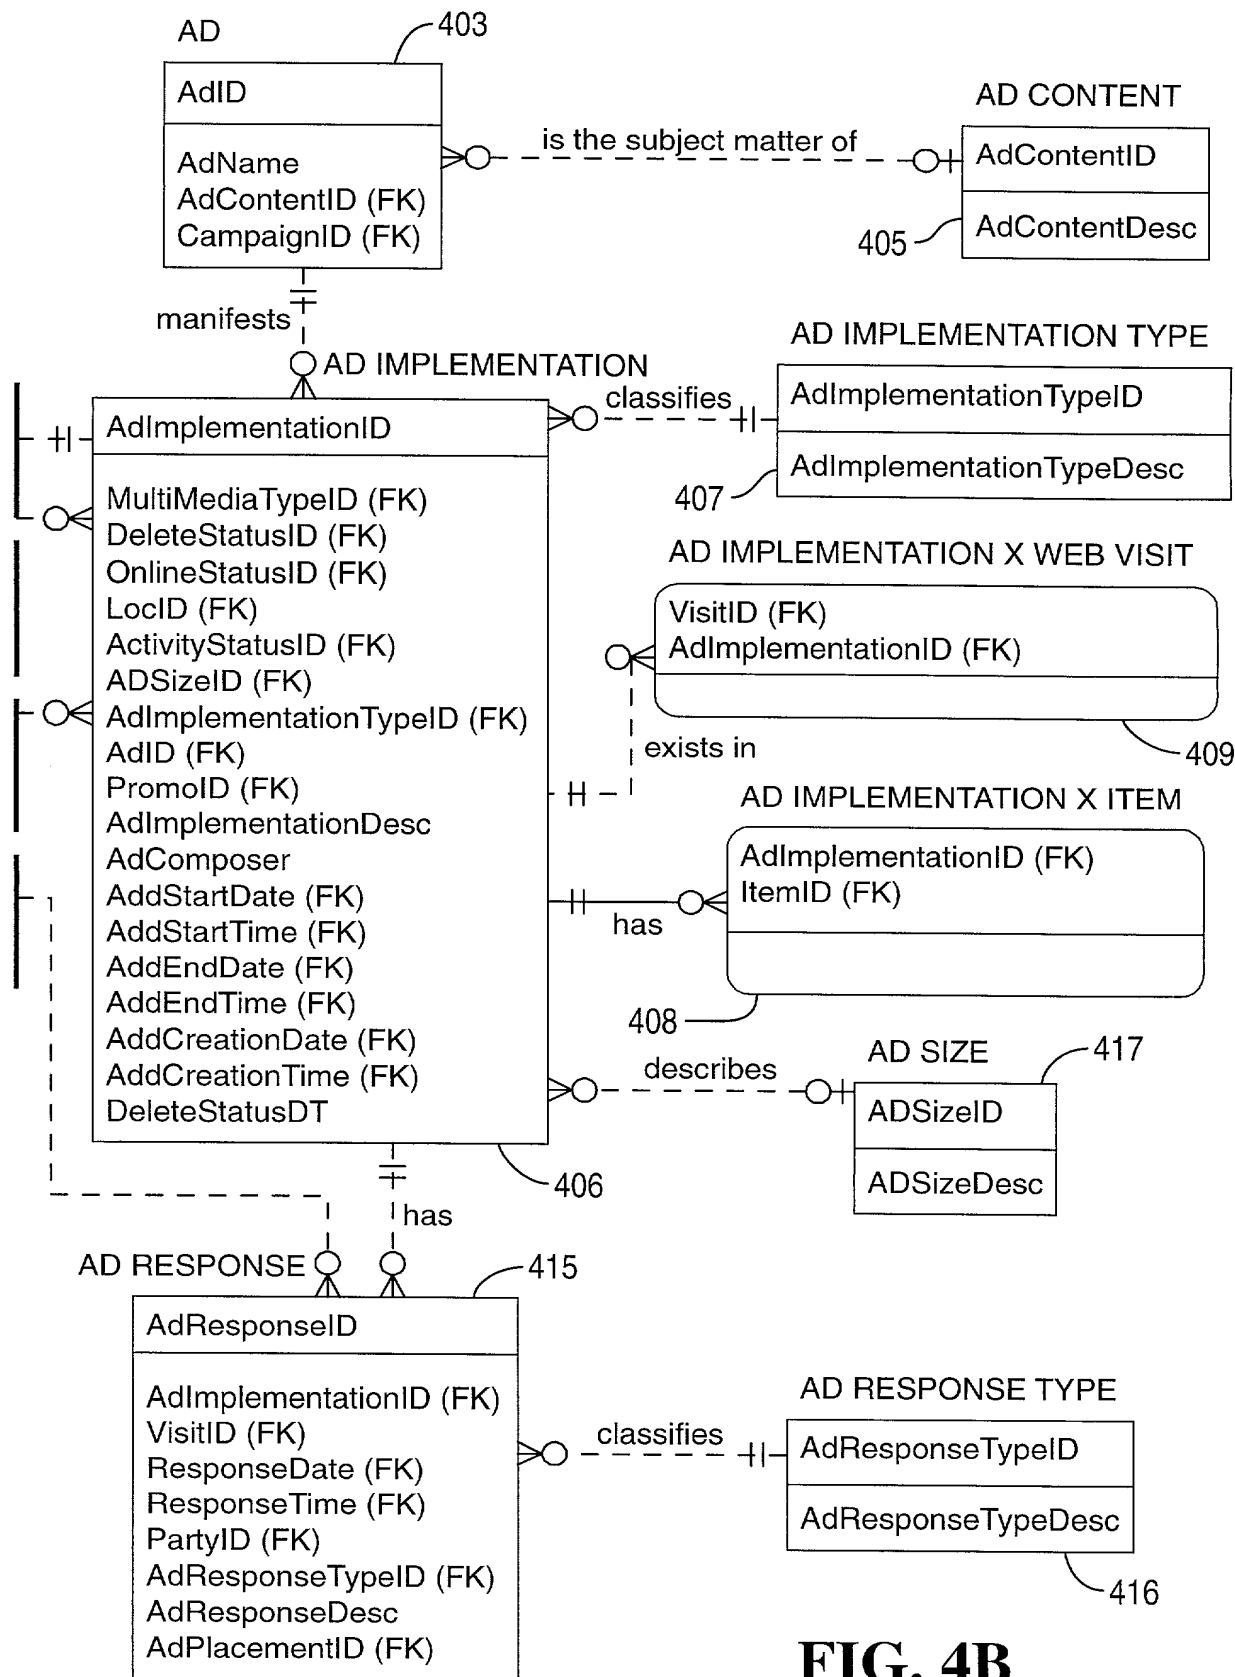 AD
403
AdID
AdName
AdContentID (FK)
CampaignID (FK)
is the subject matter of
AD CONTENT
AdContentID
AdContentDesc
405
manifests
AD IMPLEMENTATION
AdImplementationID
MultiMediaTypeID (FK)
DeleteStatusID (FK)
OnlineStatusID (FK)
LocID (FK)
ActivityStatusID (FK)
ADSizeID (FK)
AdImplementationTypeID (FK)
AdID (FK)
PromoID (FK)
AdImplementationDesc
AdComposer
AddStartDate (FK)
AddStartTime (FK)
AddEndDate (FK)
AddEndTime (FK)
AddCreationDate (FK)
AddCreationTime (FK)
DeleteStatusDT
406
classifies
AD IMPLEMENTATION TYPE
AdImplementationTypeID
AdImplementationTypeDesc
407
AD IMPLEMENTATION X WEB VISIT
VisitID (FK)
AdImplementationID (FK)
409
exists in
AD IMPLEMENTATION X ITEM
AdImplementationID (FK)
ItemID (FK)
has
408
describes
AD SIZE
417
ADSizeID
ADSizeDesc
has
AD RESPONSE
415
AdResponseID
AdImplementationID (FK)
VisitID (FK)
ResponseDate (FK)
ResponseTime (FK)
PartyID (FK)
AdResponseTypeID (FK)
AdResponseDesc
AdPlacementID (FK)
classifies
AD RESPONSE TYPE
AdResponseTypeID
AdResponseTypeDesc
416
FIG. 4B